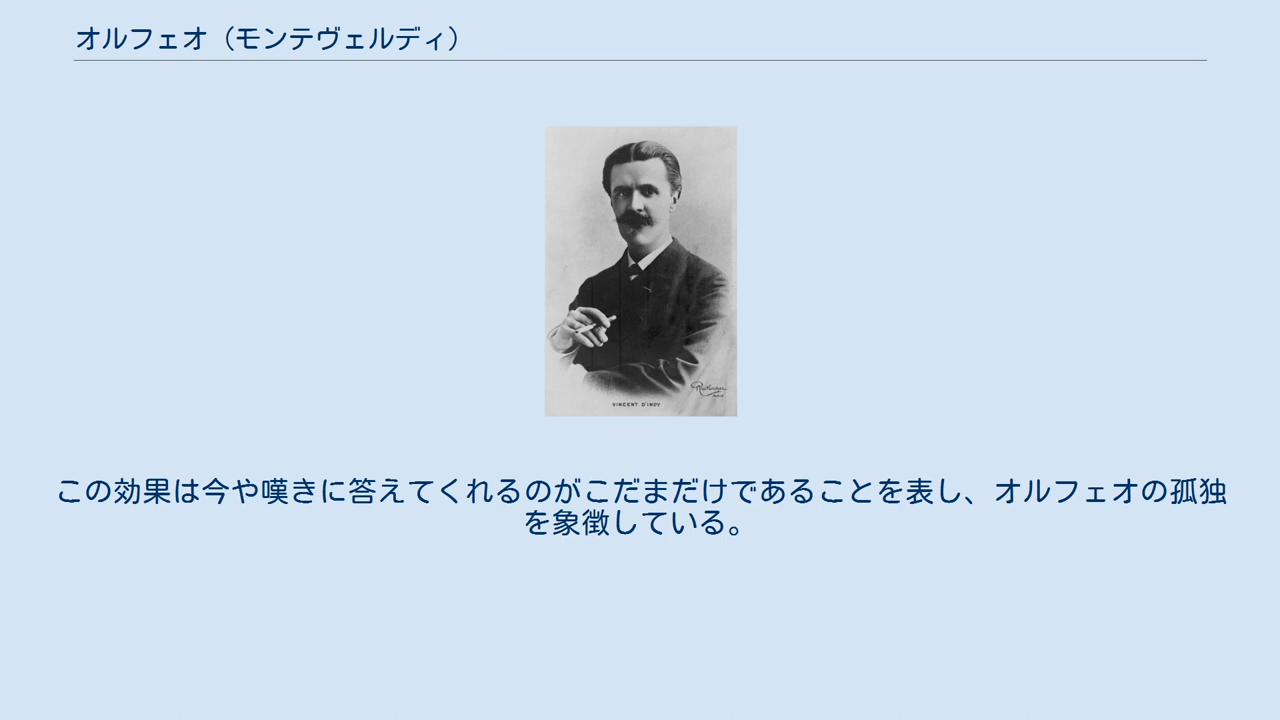 オルフェオ（モンテヴェルディ）
VINCENT D'INDY
この効果は今や嘆きに答えてくれるのがこだまだけであることを表し、オルフェオの孤独
を象徴している。